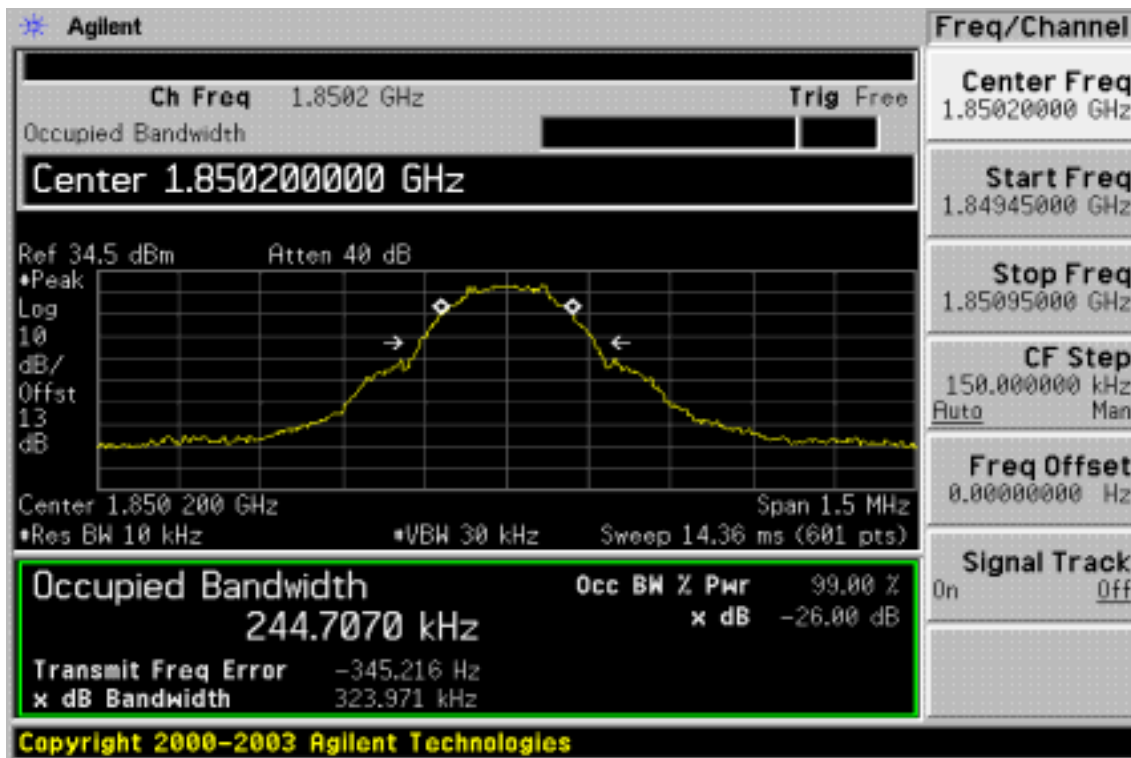 Agilent
Freq/Channel
Ch Freq 1.8502 GHz Trig Free
Occupied Bandwidth
Center 1.850200000 GHz
Ref 34.5 dBm Atten 40 dB
*Peak
Log
10
dB/
Offst
13
dB
Center 1.850 200 GHz Span 1.5 MHz
*Res BW 10 kHz *VBW 30 kHz Sweep 14.36 ms (601 pts)
Occupied Bandwidth
244.7070 kHz
Occ BW % Pwr 99.00 %
x dB -26.00 dB
Transmit Freq Error -345.216 Hz
x dB Bandwidth 323.971 kHz
Copyright 2000-2003 Agilent Technologies
Center Freq
1.85020000 GHz
Start Freq
1.84945000 GHz
Stop Freq
1.85095000 GHz
CF Step
150.000000 kHz
Auto Man
Freq Offset
0.00000000 Hz
Signal Track
On Off